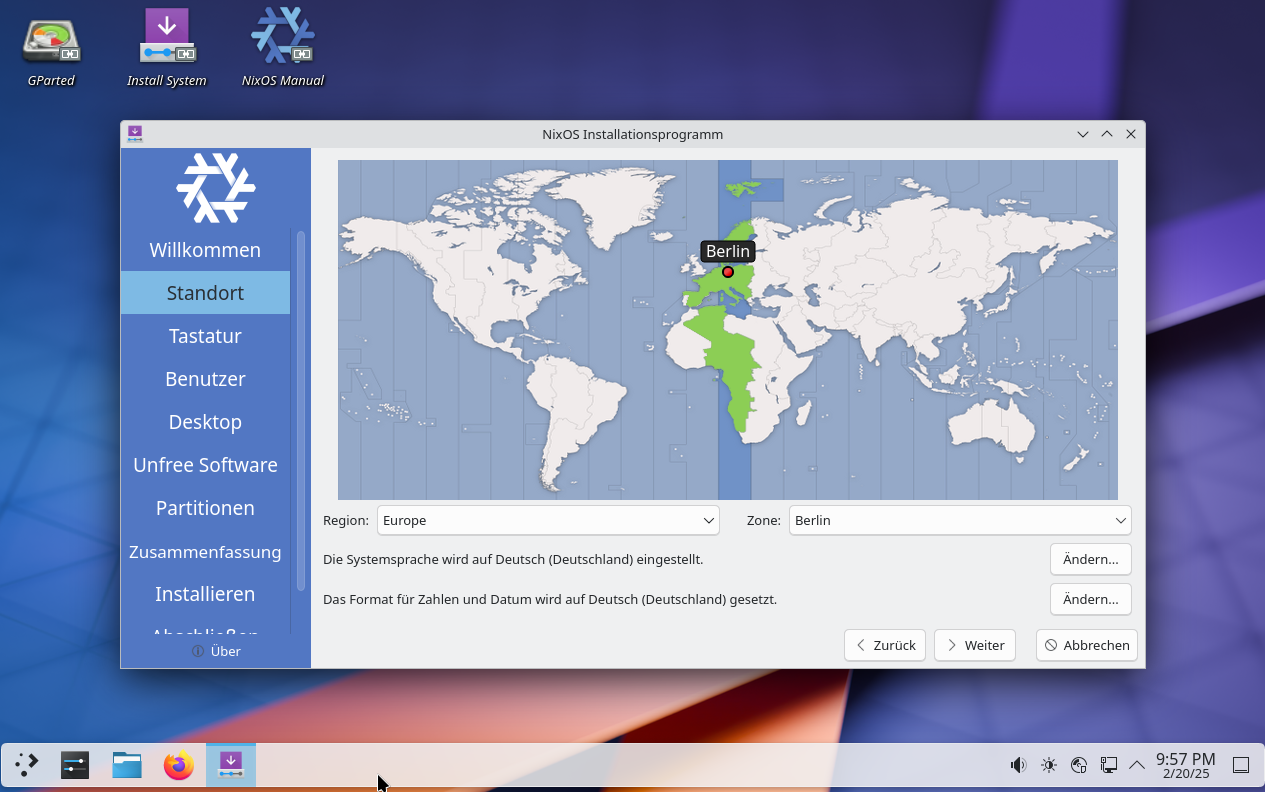 GParted
Install System
NixOS Manual
NixOS Installationsprogramm
Willkommen
Standort
Tastatur
Benutzer
Desktop
Unfree Software
Partitionen
Zusammenfassung
Installieren
Abschließen
Über
Berlin
Region: Europe
Zone: Berlin
Die Systemsprache wird auf Deutsch (Deutschland) eingestellt.
Ändern...
Das Format für Zahlen und Datum wird auf Deutsch (Deutschland) gesetzt.
Ändern...
Zurück
Weiter
Abbrechen
9:57 PM
2/20/25